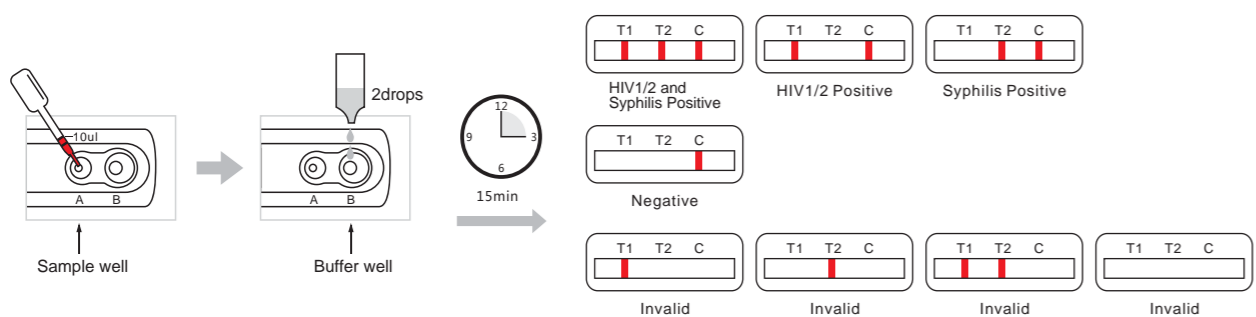 10ul
A B
Sample well
2drops
A B
Buffer well
12
9 3
6
15min
T1 T2 C
HIV1/2 and
Syphilis Positive
T1 T2 C
HIV1/2 Positive
T1 T2 C
Syphilis Positive
T1 T2 C
Negative
T1 T2 C
Invalid
T1 T2 C
Invalid
T1 T2 C
Invalid
T1 T2 C
Invalid